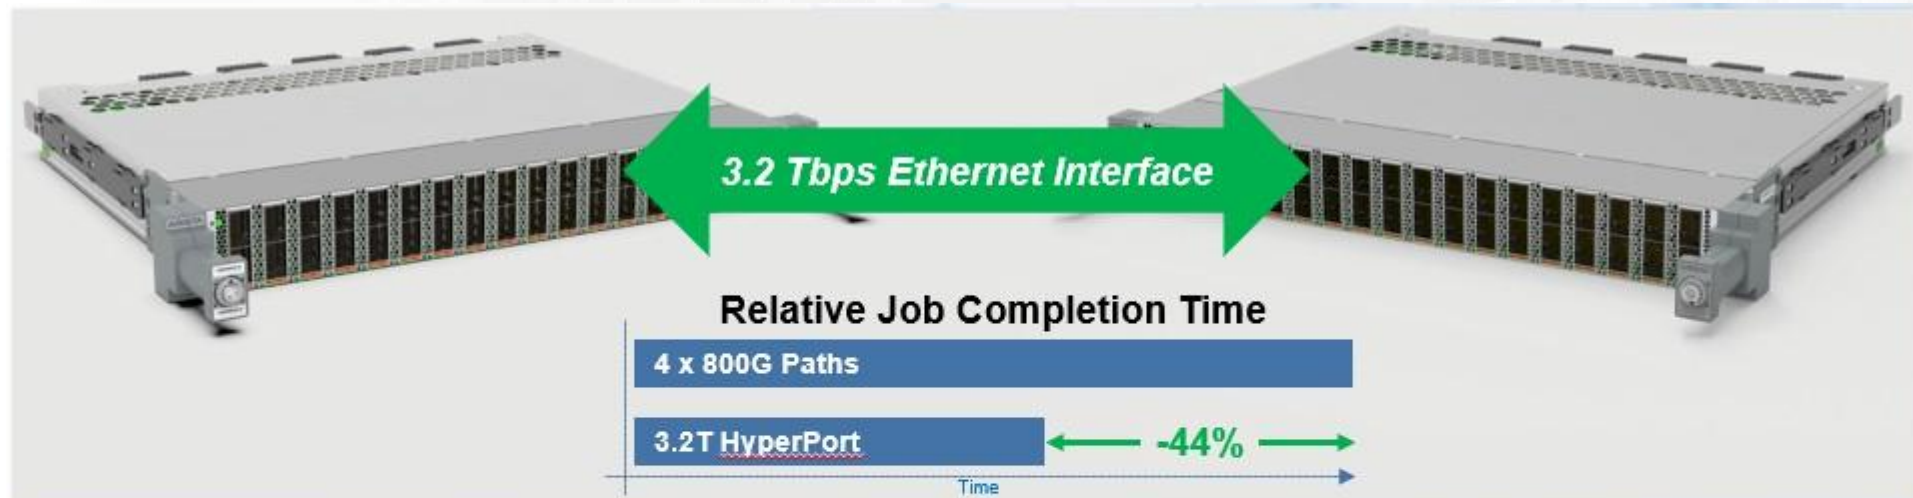 3.2 Tbps Ethernet Interface
Relative Job Completion Time
4 x 800G Paths
3.2T HyperPort
-44%
Time